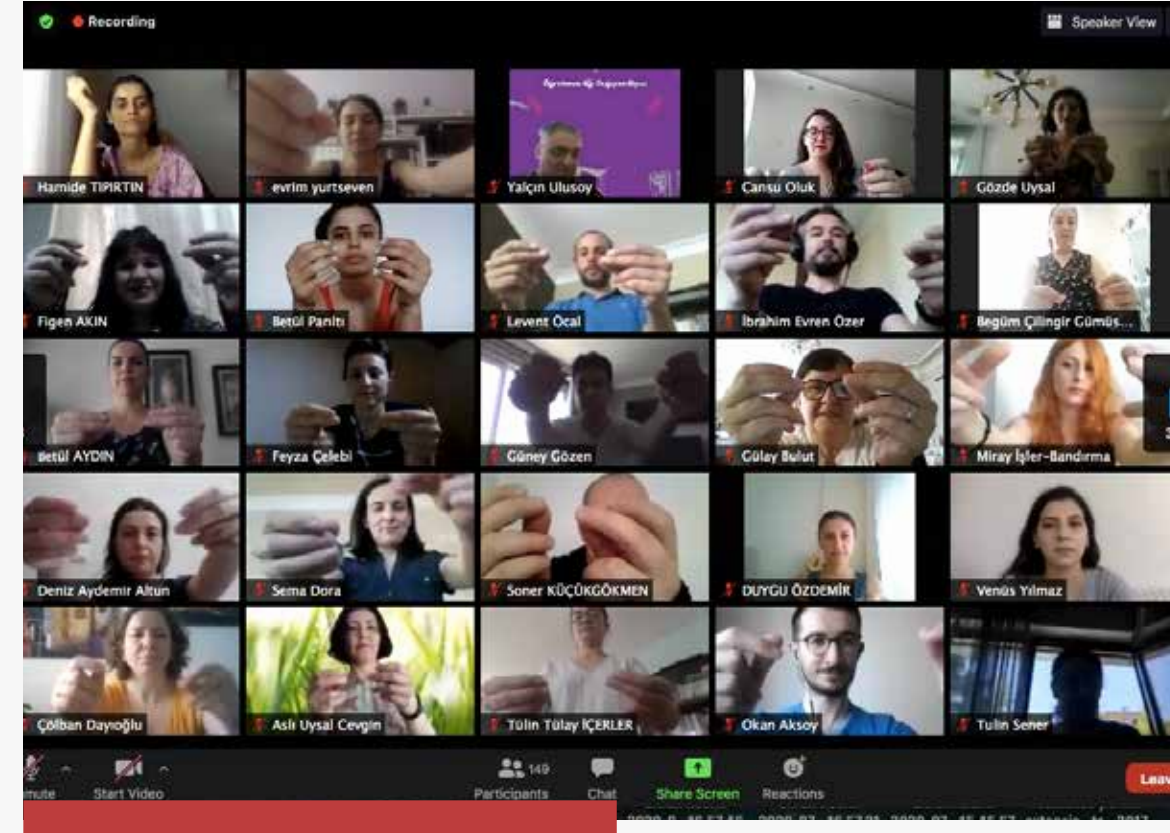 Recording
Speaker View
Hamide TIPIRTIN
evrim yurtseven
Yalçın Ulusoy
Cansu Oluk
Gözde Uysal
Figen AKIN
Betül Panıtı
Levent Öcal
İbrahim Evren Özer
Begüm Çilingir Gümüş...
Betül AYDIN
Feyza Çelebi
Güney Gözen
Gülay Bulut
Miray İşler-Bandırma
Deniz Aydemir Altun
Sema Dora
Soner KÜÇÜKGÖKMEN
DUYGU ÖZDEMİR
Venüs Yılmaz
Çolban Dayıoğlu
Aslı Uysal Cevgin
Tülin Tülay İÇERLER
Okan Aksoy
Tulin Sener
mute
Start Video
149
Participants
Chat
Share Screen
Reactions
Leav